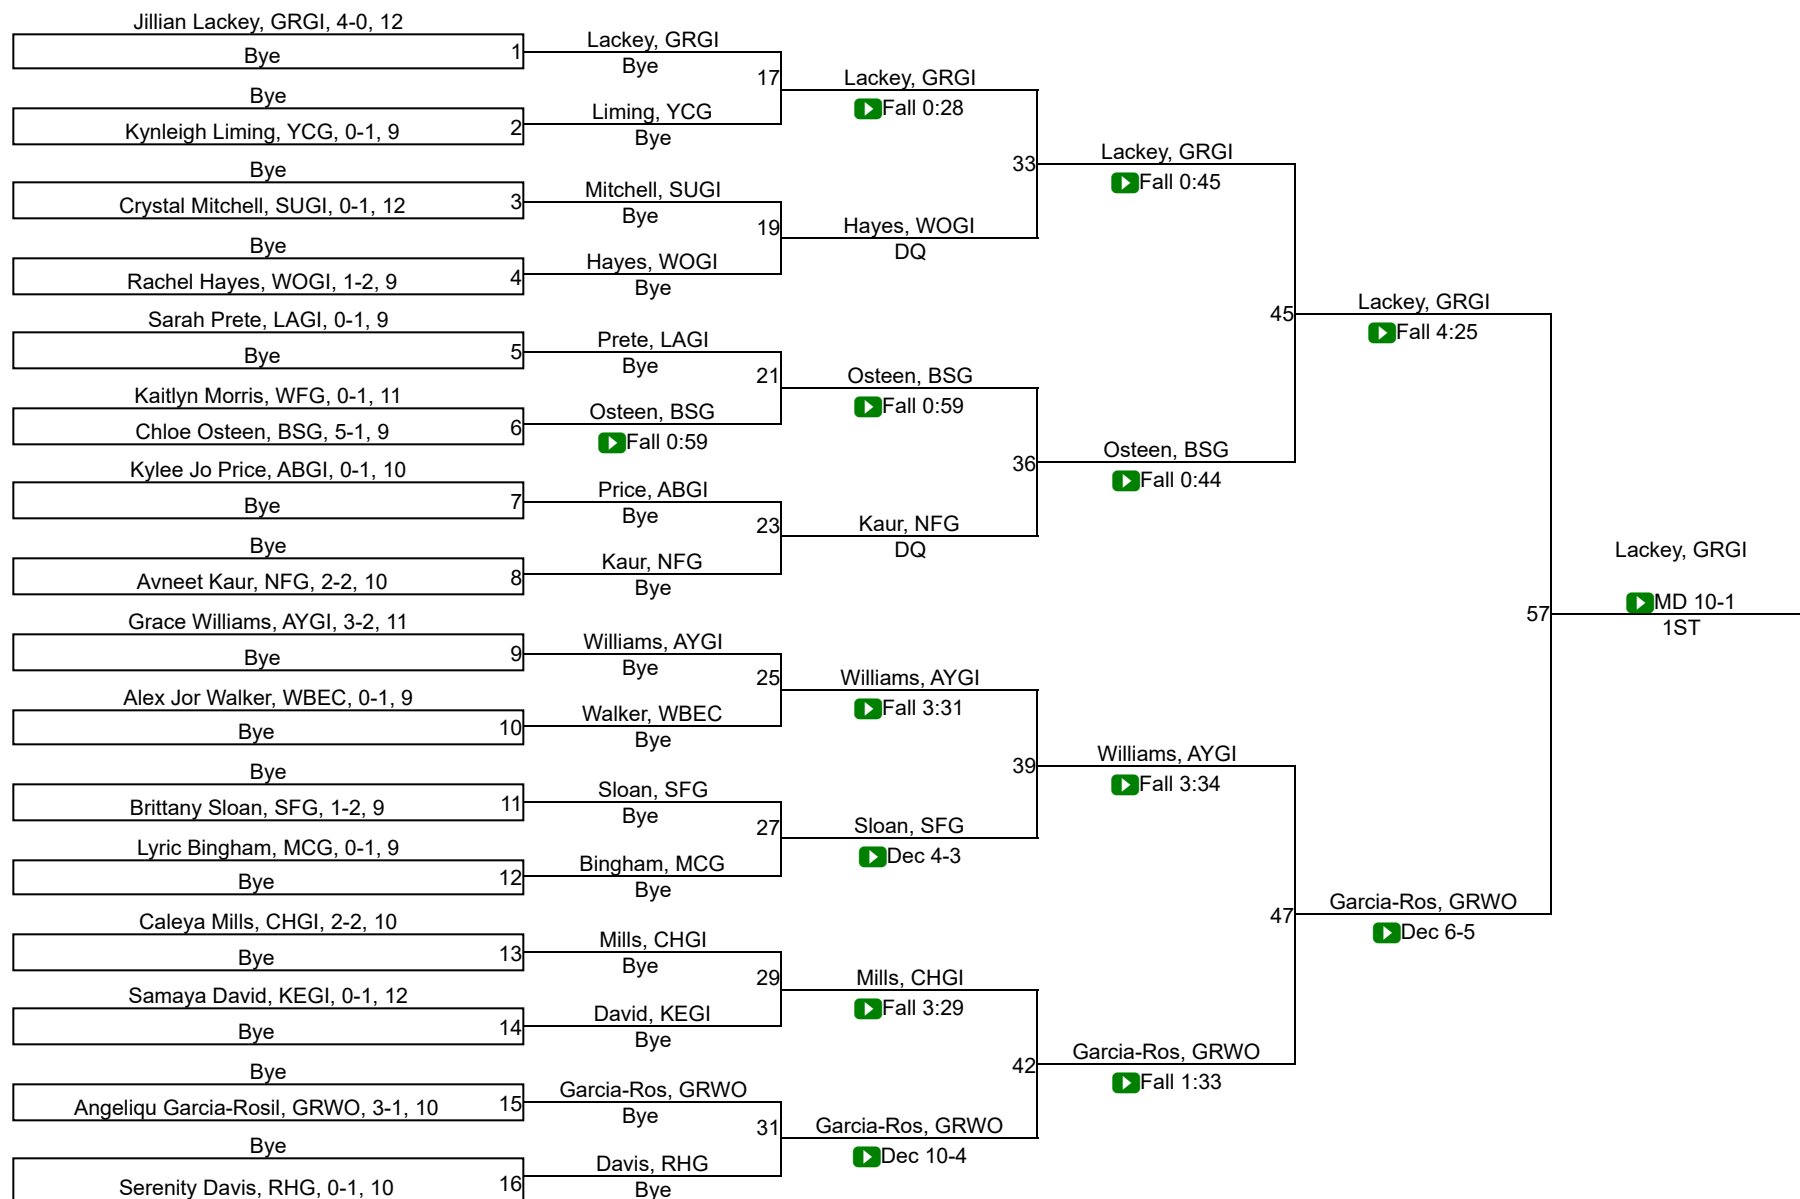 Jillian Lackey, GRGI, 4-0, 12
Bye
1
Bye
Kynleigh Liming, YCG, 0-1, 9
2
Bye
Crystal Mitchell, SUGI, 0-1, 12
3
Bye
Rachel Hayes, WOGI, 1-2, 9
4
Sarah Prete, LAGI, 0-1, 9
Bye
5
Kaitlyn Morris, WFG, 0-1, 11
Chloe Osteen, BSG, 5-1, 9
6
Kylee Jo Price, ABGI, 0-1, 10
Bye
7
Bye
Avneet Kaur, NFG, 2-2, 10
8
Grace Williams, AYGI, 3-2, 11
Bye
9
Alex Jor Walker, WBEC, 0-1, 9
Bye
10
Bye
Brittany Sloan, SFG, 1-2, 9
11
Lyric Bingham, MCG, 0-1, 9
Bye
12
Caleya Mills, CHGI, 2-2, 10
Bye
13
Samaya David, KEGI, 0-1, 12
Bye
14
Bye
Angeliqu Garcia-Rosil, GRWO, 3-1, 10
15
Bye
Serenity Davis, RHG, 0-1, 10
16
Lackey, GRGI
Bye
17
Liming, YCG
Bye
Mitchell, SUGI
Bye
19
Hayes, WOGI
Bye
Prete, LAGI
Bye
21
Osteen, BSG
Fall 0:59
Price, ABGI
Bye
23
Kaur, NFG
Bye
Williams, AYGI
Bye
25
Walker, WBEC
Bye
Sloan, SFG
Bye
27
Bingham, MCG
Bye
Mills, CHGI
Bye
29
David, KEGI
Bye
Garcia-Ros, GRWO
Bye
31
Davis, RHG
Bye
Lackey, GRGI
Fall 0:28
33
Hayes, WOGI
DQ
Osteen, BSG
Fall 0:59
36
Kaur, NFG
DQ
Williams, AYGI
Fall 3:31
39
Sloan, SFG
Dec 4-3
Mills, CHGI
Fall 3:29
42
Garcia-Ros, GRWO
Dec 10-4
Lackey, GRGI
Fall 0:45
45
Osteen, BSG
Fall 0:44
Williams, AYGI
Fall 3:34
47
Garcia-Ros, GRWO
Fall 1:33
Lackey, GRGI
Fall 4:25
57
Garcia-Ros, GRWO
Dec 6-5
Lackey, GRGI
MD 10-1
1ST